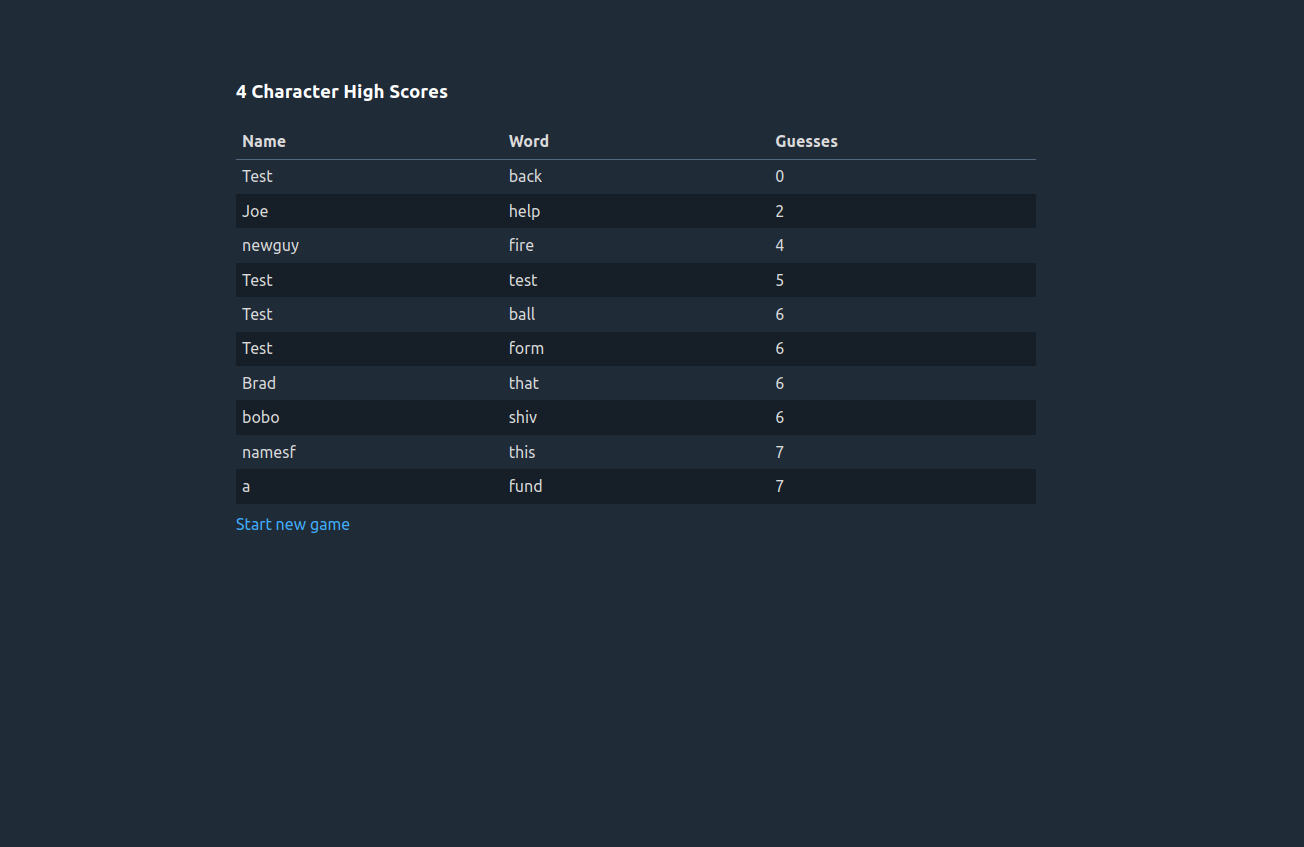 4 Character High Scores
Name Word Guesses
Test back 0
Joe help 2
newguy fire 4
Test test 5
Test ball 6
Test form 6
Brad that 6
bobo shiv 6
namesf this 7
a fund 7
Start new game